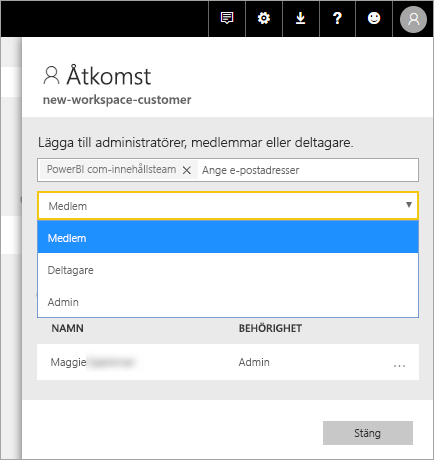 ?
Åtkomst
new-workspace-customer
Lägga till administratörer, medlemmar eller deltagare.
PowerBI com-innehållsteam × Ange e-postadresser
Medlem
Medlem
Deltagare
Admin
NAMN BEHÖRIGHET
Maggie Admin ...
Stäng